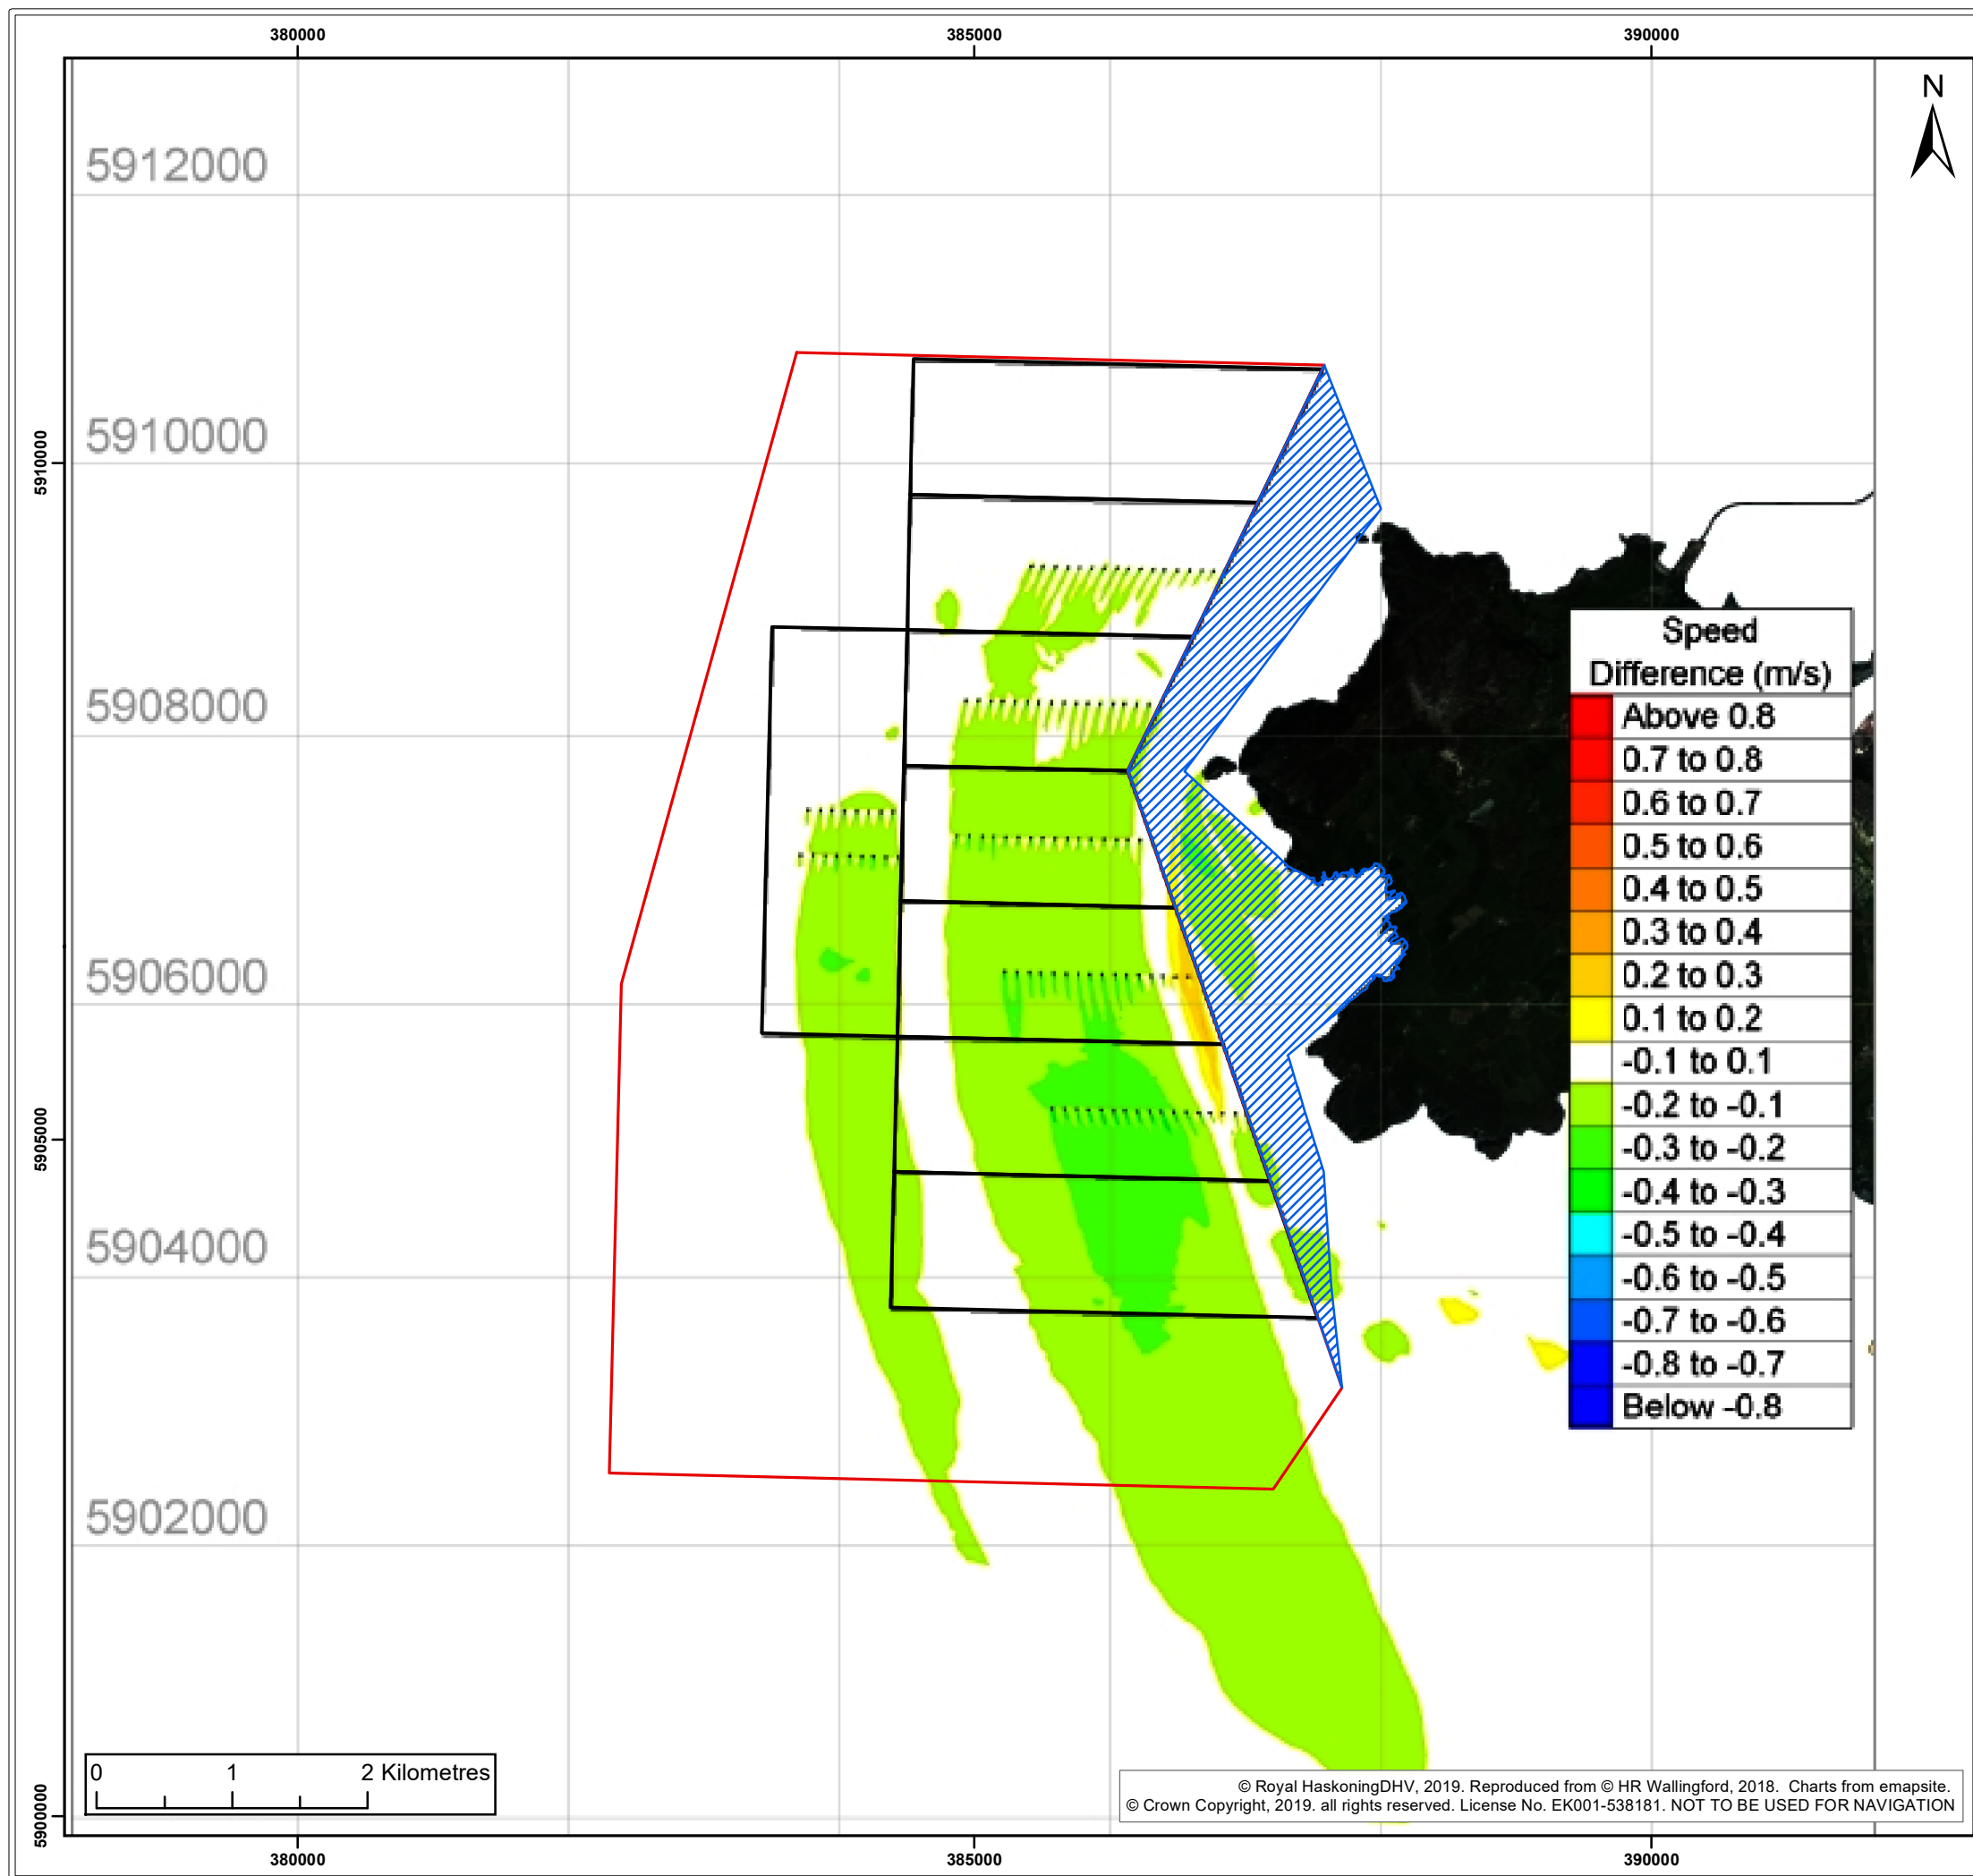 380000
385000
390000
N
5912000
5910000
5910000
5908000
Speed
Difference (m/s)
Above 0.8
0.7 to 0.8
0.6 to 0.7
0.5 to 0.6
0.4 to 0.5
0.3 to 0.4
0.2 to 0.3
0.1 to 0.2
-0.1 to 0.1
-0.2 to -0.1
-0.3 to -0.2
-0.4 to -0.3
-0.5 to -0.4
-0.6 to -0.5
-0.7 to -0.6
-0.8 to -0.7
Below -0.8
5906000
5905000
5904000
5902000
0 1 2 Kilometres
5900000
© Royal HaskoningDHV, 2019. Reproduced from © HR Wallingford, 2018. Charts from emapsite.
© Crown Copyright, 2019. all rights reserved. License No. EK001-538181. NOT TO BE USED FOR NAVIGATION
380000
385000
390000